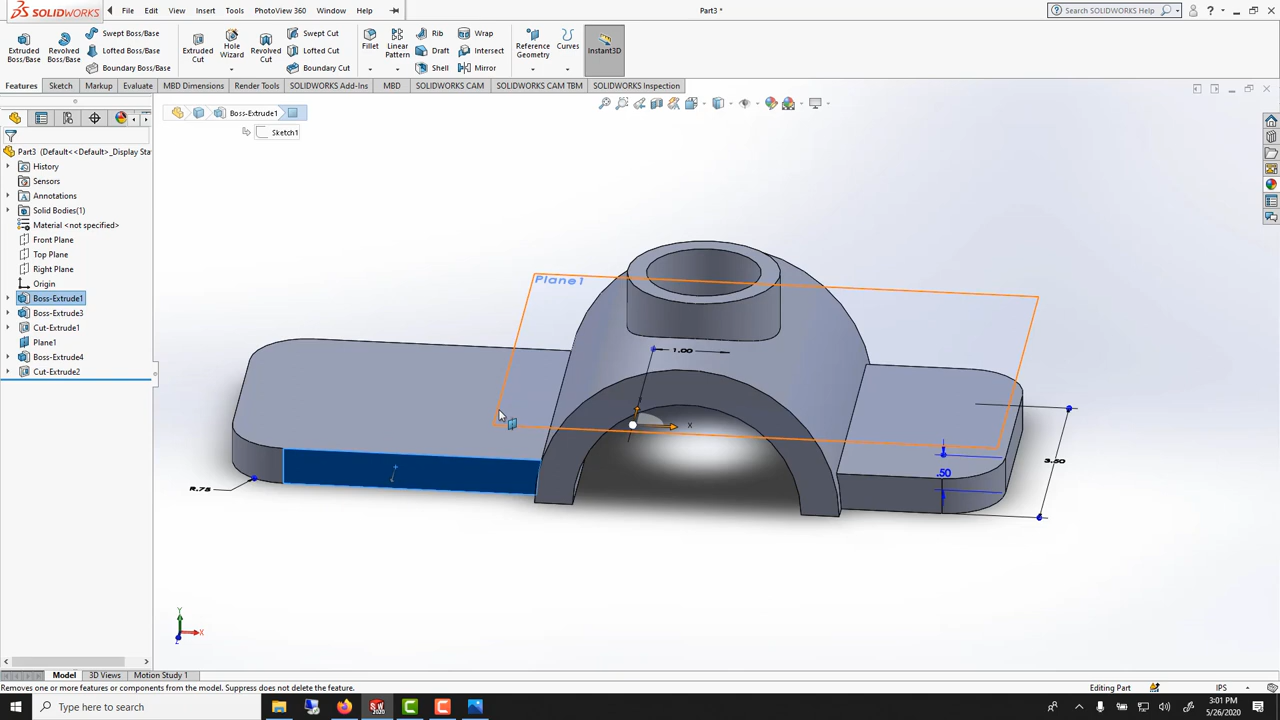 SOLIDWORKS
File Edit View Insert Tools PhotoView 360 Window Help
Part3 *
Search SOLIDWORKS Help
Extruded Boss/Base
Revolved Boss/Base
Swept Boss/Base
Lofted Boss/Base
Boundary Boss/Base
Extruded Cut
Hole Wizard
Revolved Cut
Swept Cut
Lofted Cut
Boundary Cut
Fillet
Linear Pattern
Rib
Draft
Shell
Wrap
Intersect
Mirror
Reference Geometry
Curves
Instant3D
Features Sketch Markup Evaluate MBD Dimensions Render Tools SOLIDWORKS Add-Ins MBD SOLIDWORKS CAM SOLIDWORKS CAM TBM SOLIDWORKS Inspection
Boss-Extrude1
Sketch1
Part3 (Default<<Default>_Display Sta
History
Sensors
Annotations
Solid Bodies(1)
Material <not specified>
Front Plane
Top Plane
Right Plane
Origin
Boss-Extrude1
Boss-Extrude3
Cut-Extrude1
Plane1
Boss-Extrude4
Cut-Extrude2
Plane1
1.00
X
.50
3.50
R.75
Y
X
Z
Model 3D Views Motion Study 1
Removes one or more features or components from the model. Suppress does not delete the feature.
Editing Part
IPS
Type here to search
SW
2020
3:01 PM
5/26/2020